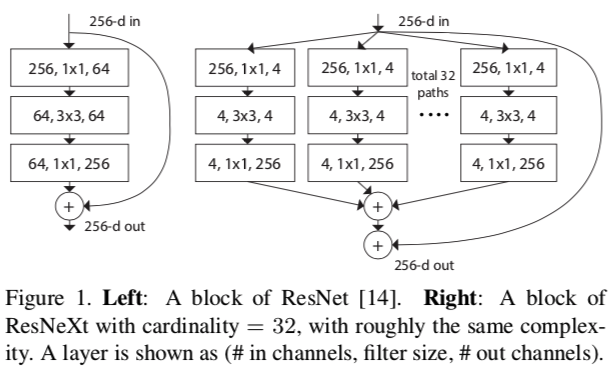 256-d in
256, 1x1, 64
64, 3x3, 64
64, 1x1, 256
+
256-d out
256-d in
256, 1x1, 4
256, 1x1, 4
total 32
paths
....
256, 1x1, 4
4, 3x3, 4
4, 3x3, 4
4, 3x3, 4
4, 1x1, 256
4, 1x1, 256
4, 1x1, 256
+
+
256-d out
Figure 1. Left: A block of ResNet [14]. Right: A block of
ResNeXt with cardinality = 32, with roughly the same complex-
ity. A layer is shown as (# in channels, filter size, # out channels).